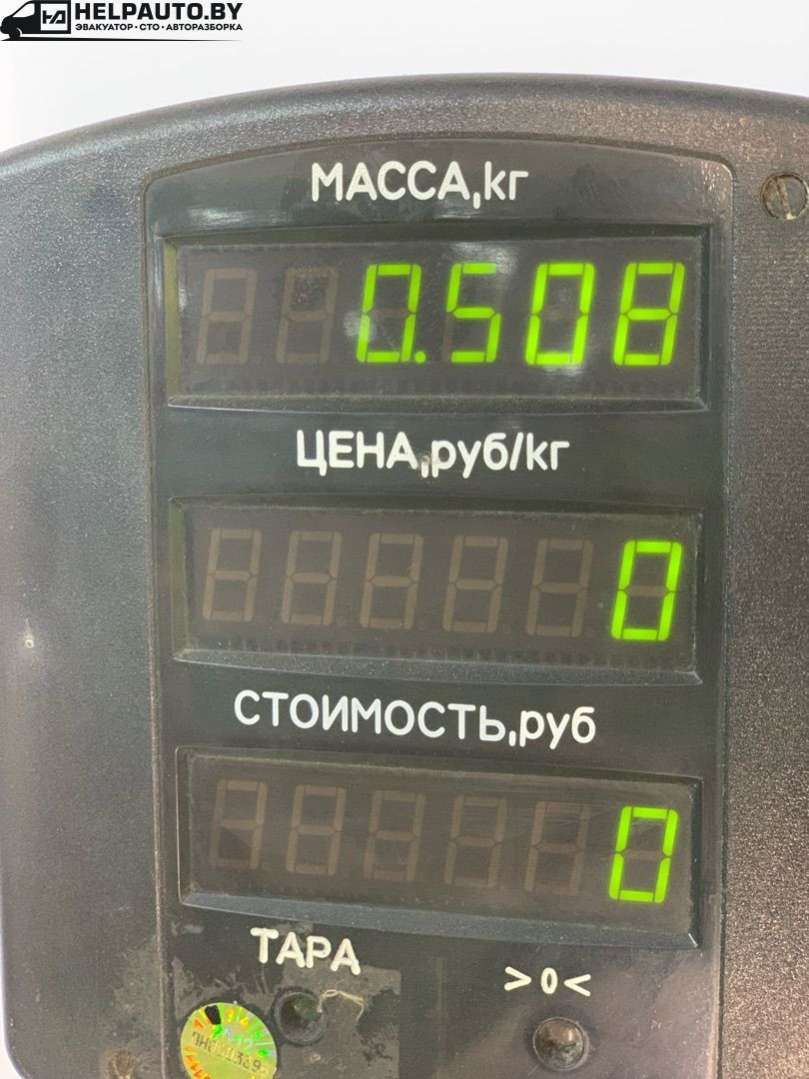 HELPAUTO.BY
ЭВАКУАТОР • СТО • АВТОРАЗБОРКА
МАССА,кг
0.508
ЦЕНА,руб/кг
0
СТОИМОСТЬ,руб
0
ТАРА
>0<